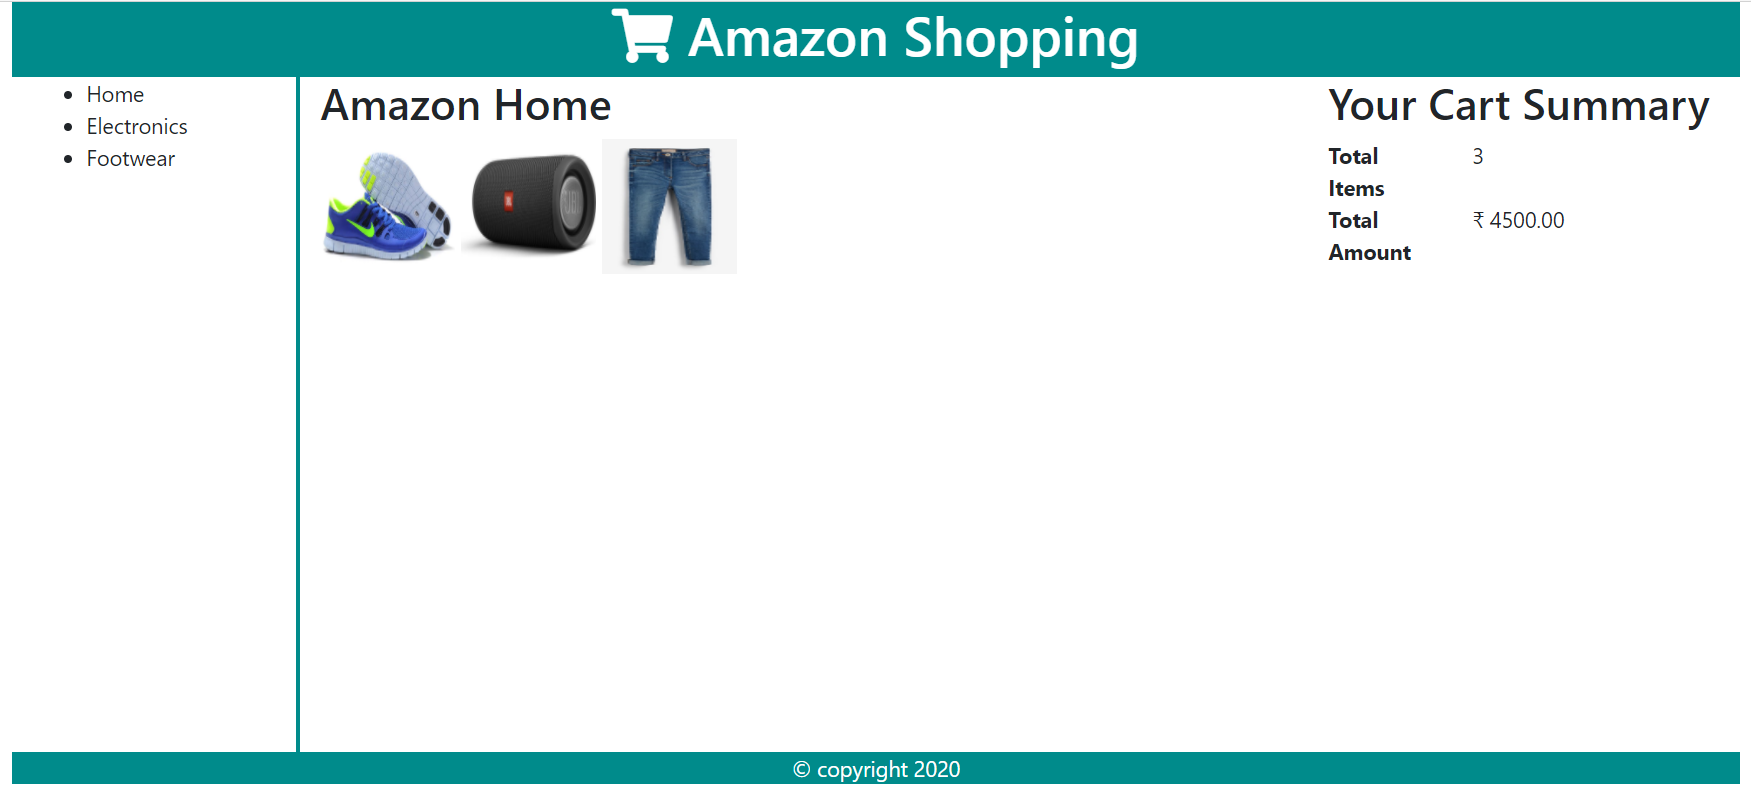 Amazon Shopping
Home
Electronics
Footwear
Amazon Home
JBL
Your Cart Summary
Total Items 3
Total Amount ₹ 4500.00
© copyright 2020